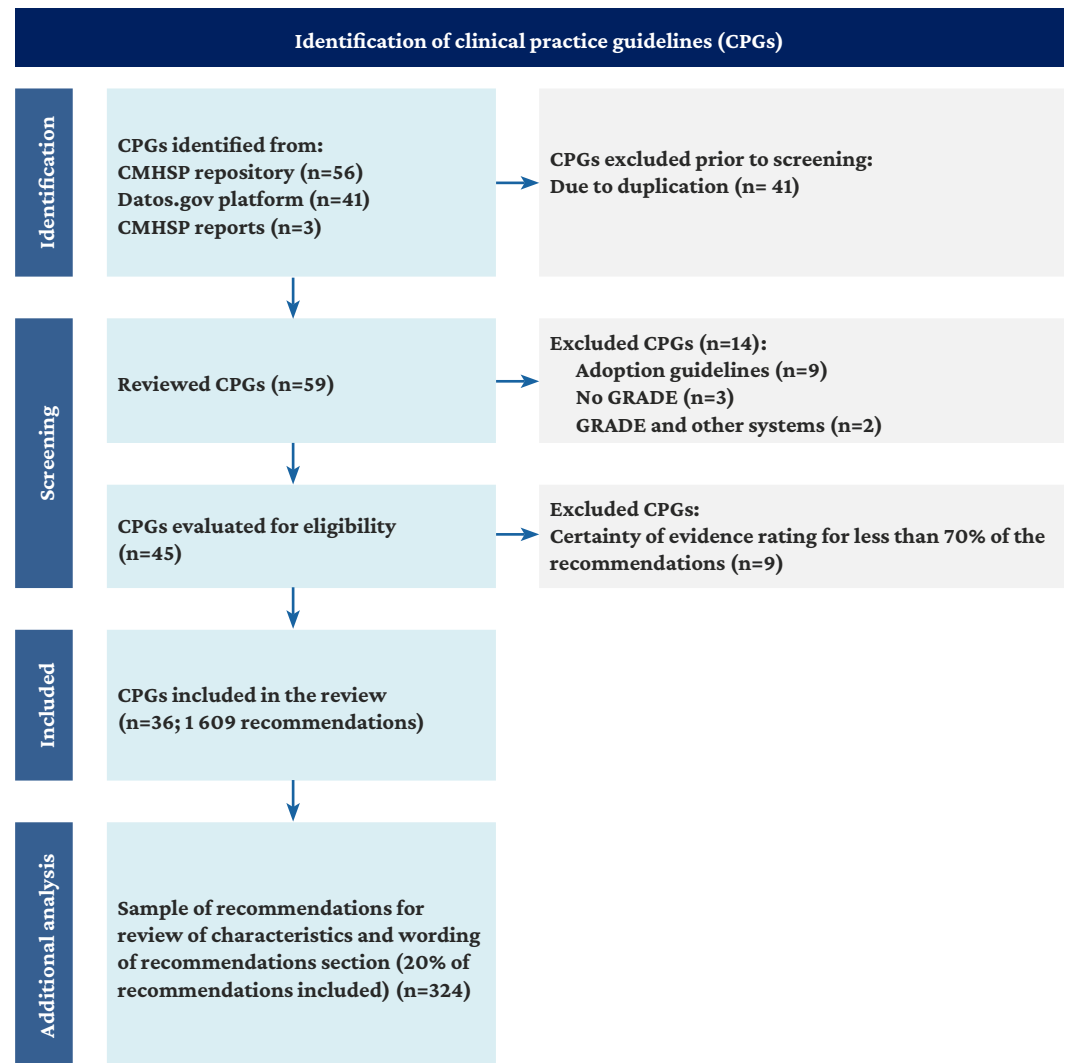 Identification of clinical practice guidelines (CPGs)
Identification
CPGs identified from:
CMHSP repository (n=56)
Datos.gov platform (n=41)
CMHSP reports (n=3)
CPGs excluded prior to screening:
Due to duplication (n= 41)
Screening
Reviewed CPGs (n=59)
Excluded CPGs (n=14):
Adoption guidelines (n=9)
No GRADE (n=3)
GRADE and other systems (n=2)
CPGs evaluated for eligibility
(n=45)
Excluded CPGs:
Certainty of evidence rating for less than 70% of the
recommendations (n=9)
Included
CPGs included in the review
(n=36; 1 609 recommendations)
Additional analysis
Sample of recommendations for
review of characteristics and wording
of recommendations section (20% of
recommendations included) (n=324)